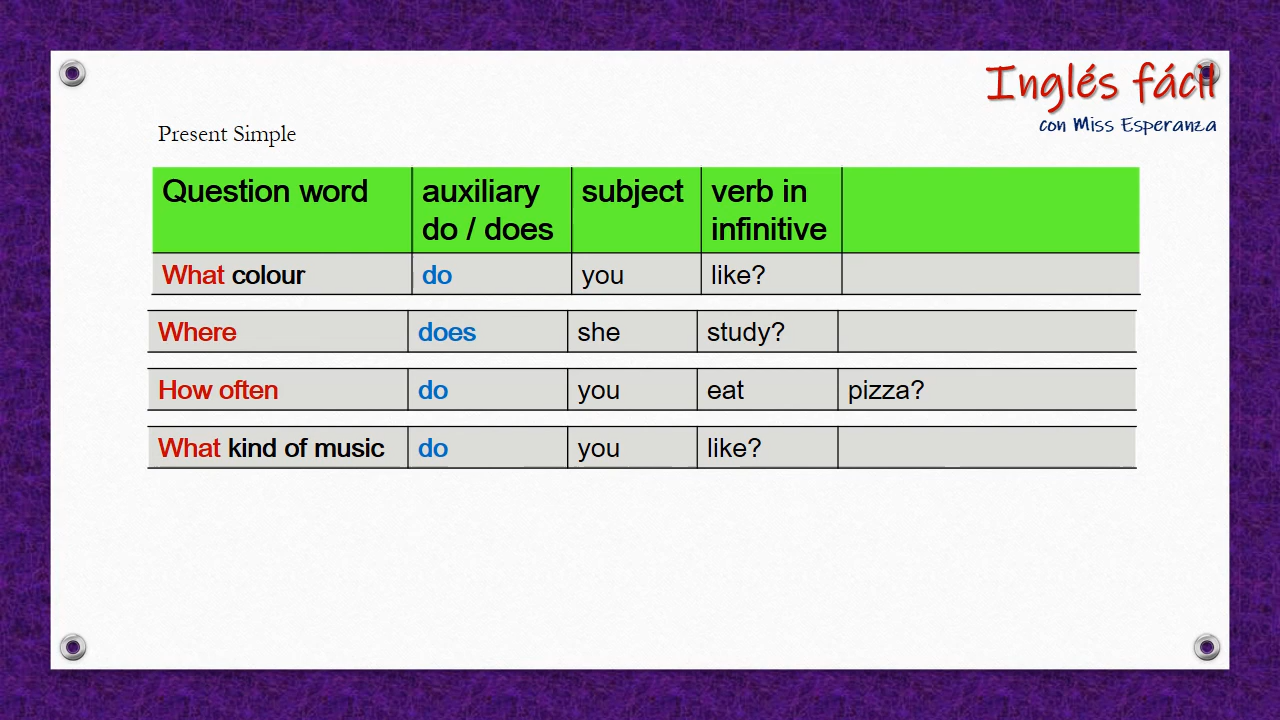 Inglés fácil
con Miss Esperanza
Present Simple
Question word auxiliary subject verb in
do / does infinitive
What colour do you like?
Where does she study?
How often do you eat pizza?
What kind of music do you like?